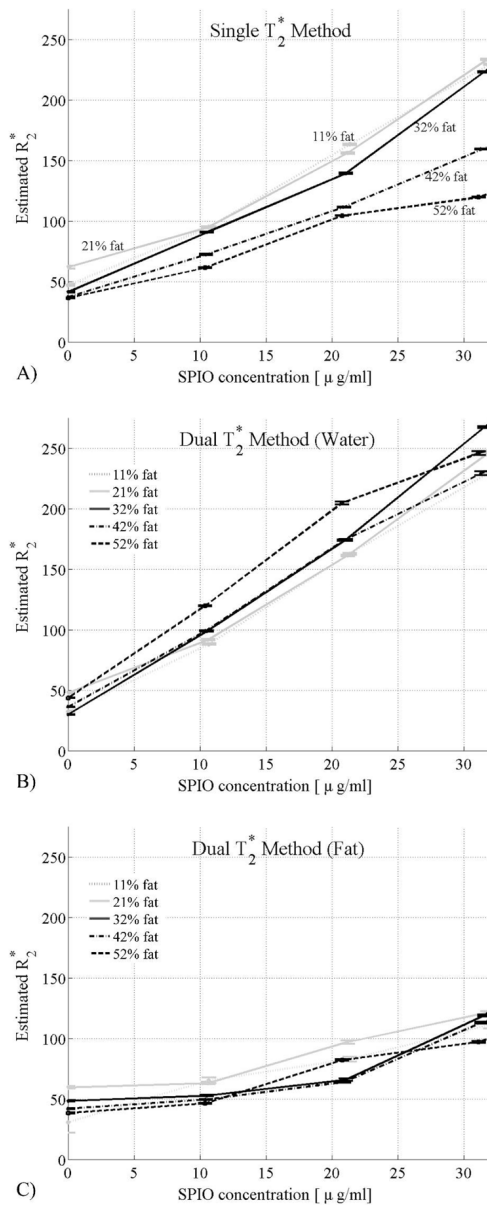 Single T₂* Method
250
200
150
100
50
0
Estimated R₂*
11% fat
32% fat
42% fat
52% fat
21% fat
0 5 10 15 20 25 30
SPIO concentration [ μ g/ml]
A)
Dual T₂* Method (Water)
11% fat
21% fat
32% fat
42% fat
52% fat
250
200
150
100
50
0
Estimated R₂*
0 5 10 15 20 25 30
SPIO concentration [ μ g/ml]
B)
Dual T₂* Method (Fat)
11% fat
21% fat
32% fat
42% fat
52% fat
250
200
150
100
50
0
Estimated R₂*
0 5 10 15 20 25 30
SPIO concentration [ μ g/ml]
C)